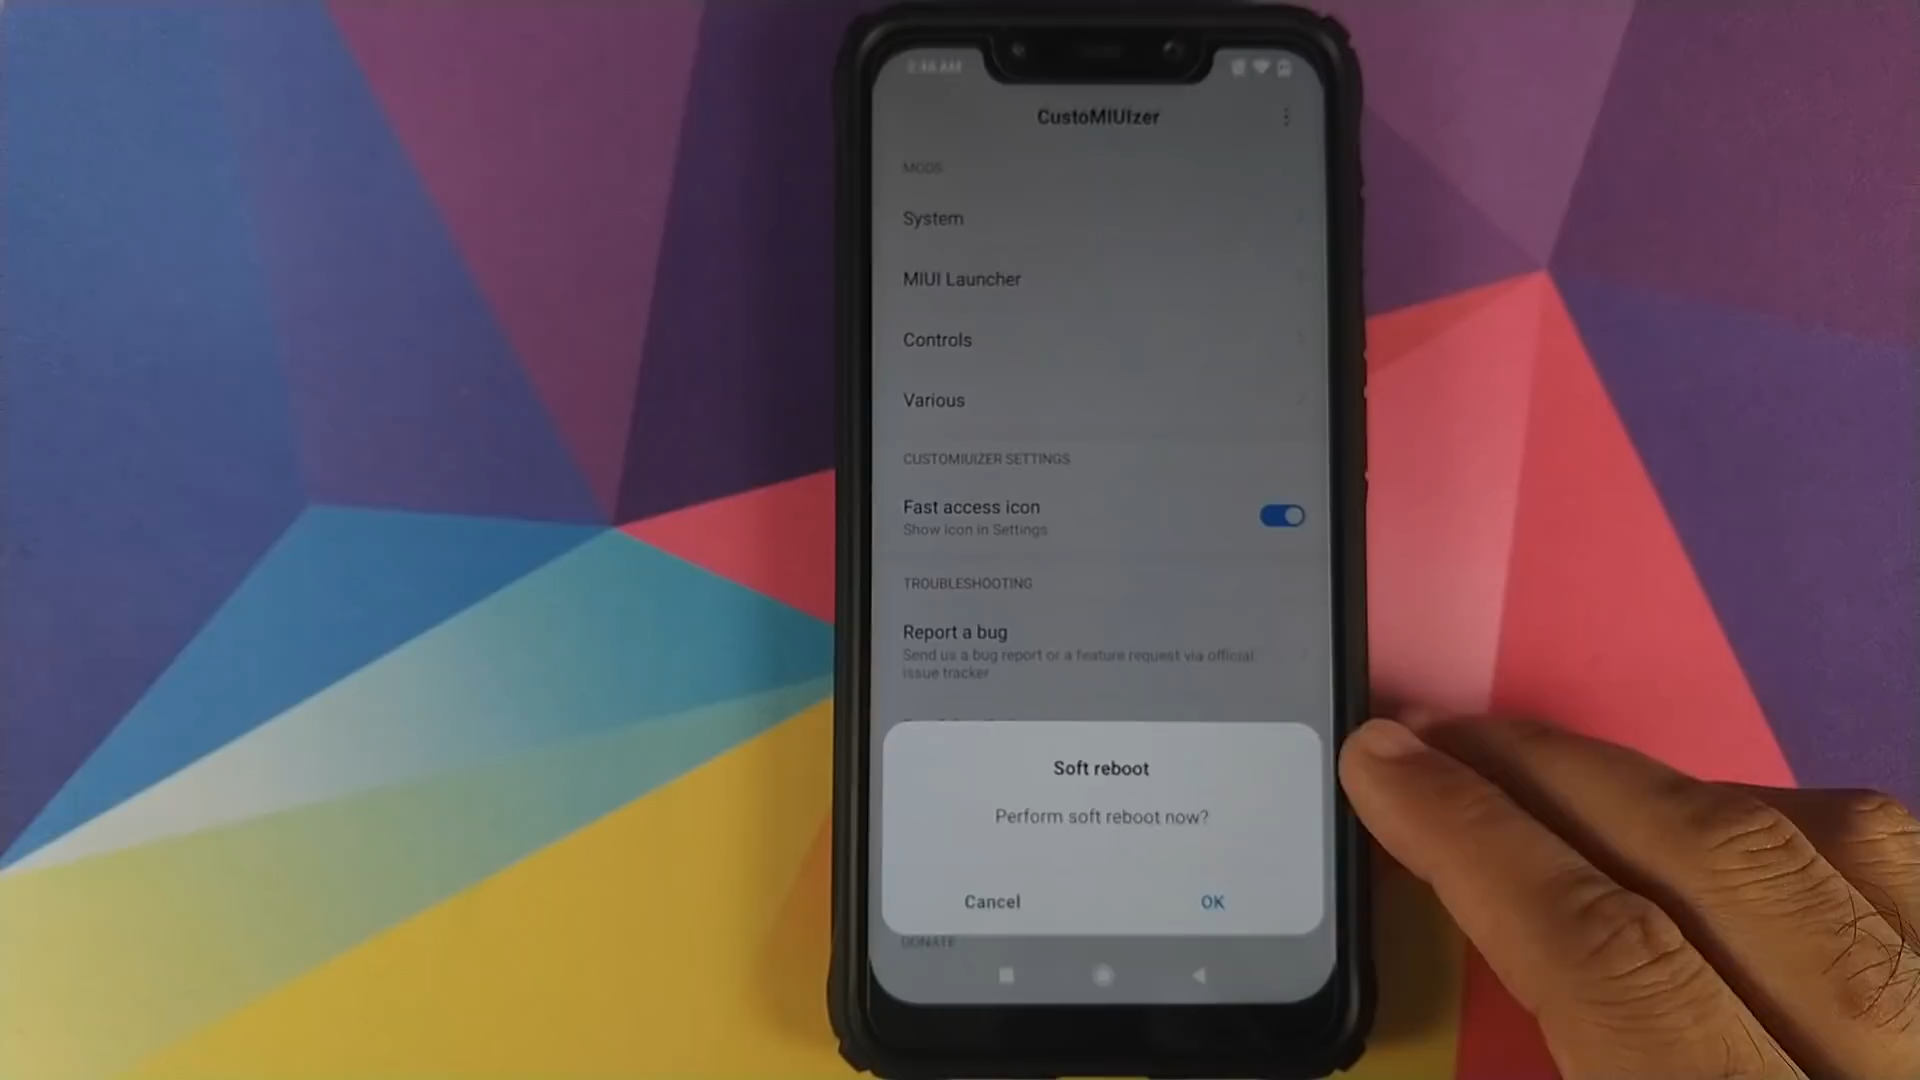 CustoMIUIzer
MODS
System
MIUI Launcher
Controls
Various
CUSTOMIUIZER SETTINGS
Fast access icon
Show icon in Settings
TROUBLESHOOTING
Report a bug
Send us a bug report or a feature request via official
issue tracker
Soft reboot
Perform soft reboot now?
Cancel
OK
DONATE